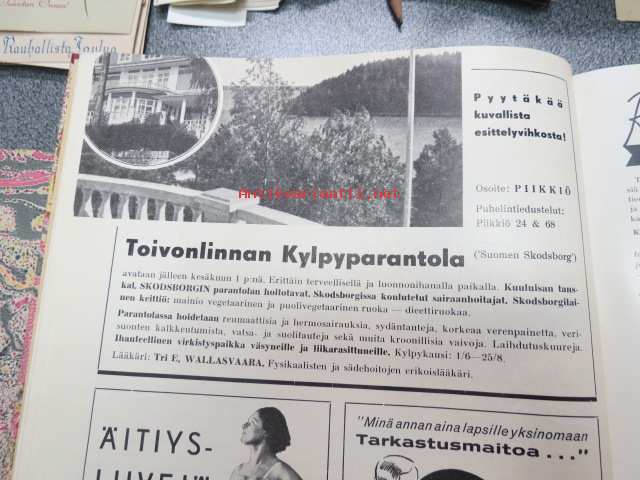 Rauhallista Joulua
Pyytäkää
kuvallista
esittelyvihkosta!
Antikvariaatti.net
Osoite: PIIKKIÖ
Puhelintiedustelut:
Piikkiö 24 & 68
Toivonlinnan Kylpyparantola ('Suomen Skodsborg')
avataan jälleen kesäkuun 1 p:nä. Erittäin terveellisellä ja luonnonihanalla paikalla. Kuuluisan tans-
kal. SKODSBORGIN parantolan hoitotavat. Skodsborgissa koulutetut sairaanhoitajat. Skodsborgilai-
nen keittiö: mainio vegetaarinen ja puolivegetaarinen ruoka — dieettiruokaa.
Parantolassa hoidetaan reumaattisia ja hermosairauksia, sydäntauteja, korkeaa verenpainetta, veri-
suonten kalkkeutumista, vatsa- ja suolitauteja sekä muita kroonillisia vaivoja. Laihdutuskuureja.
Ihanteellinen virkistyspaikka väsyneille ja liikarasittuneille. Kylpykausi: 1/6—25/8.
Lääkäri: Tri E. WALLASVAARA. Fysikaalisten ja sädehoitojen erikoislääkäri.
ÄITIYS-
"Minä annan aina lapsille yksinomaan
Tarkastusmaitoa..."